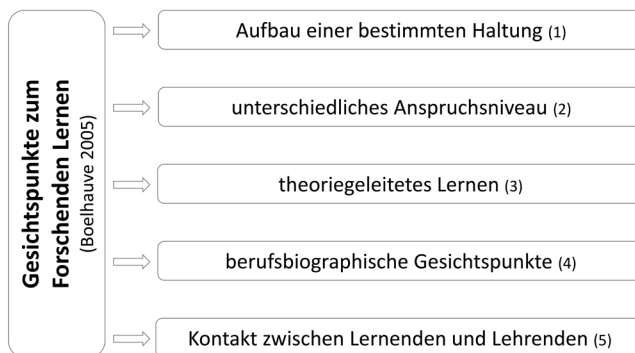 Gesichtspunkte zum
Forschenden Lernen
(Boelhauve 2005)
Aufbau einer bestimmten Haltung (1)
unterschiedliches Anspruchsniveau (2)
theoriegeleitetes Lernen (3)
berufsbiographische Gesichtspunkte (4)
Kontakt zwischen Lernenden und Lehrenden (5)